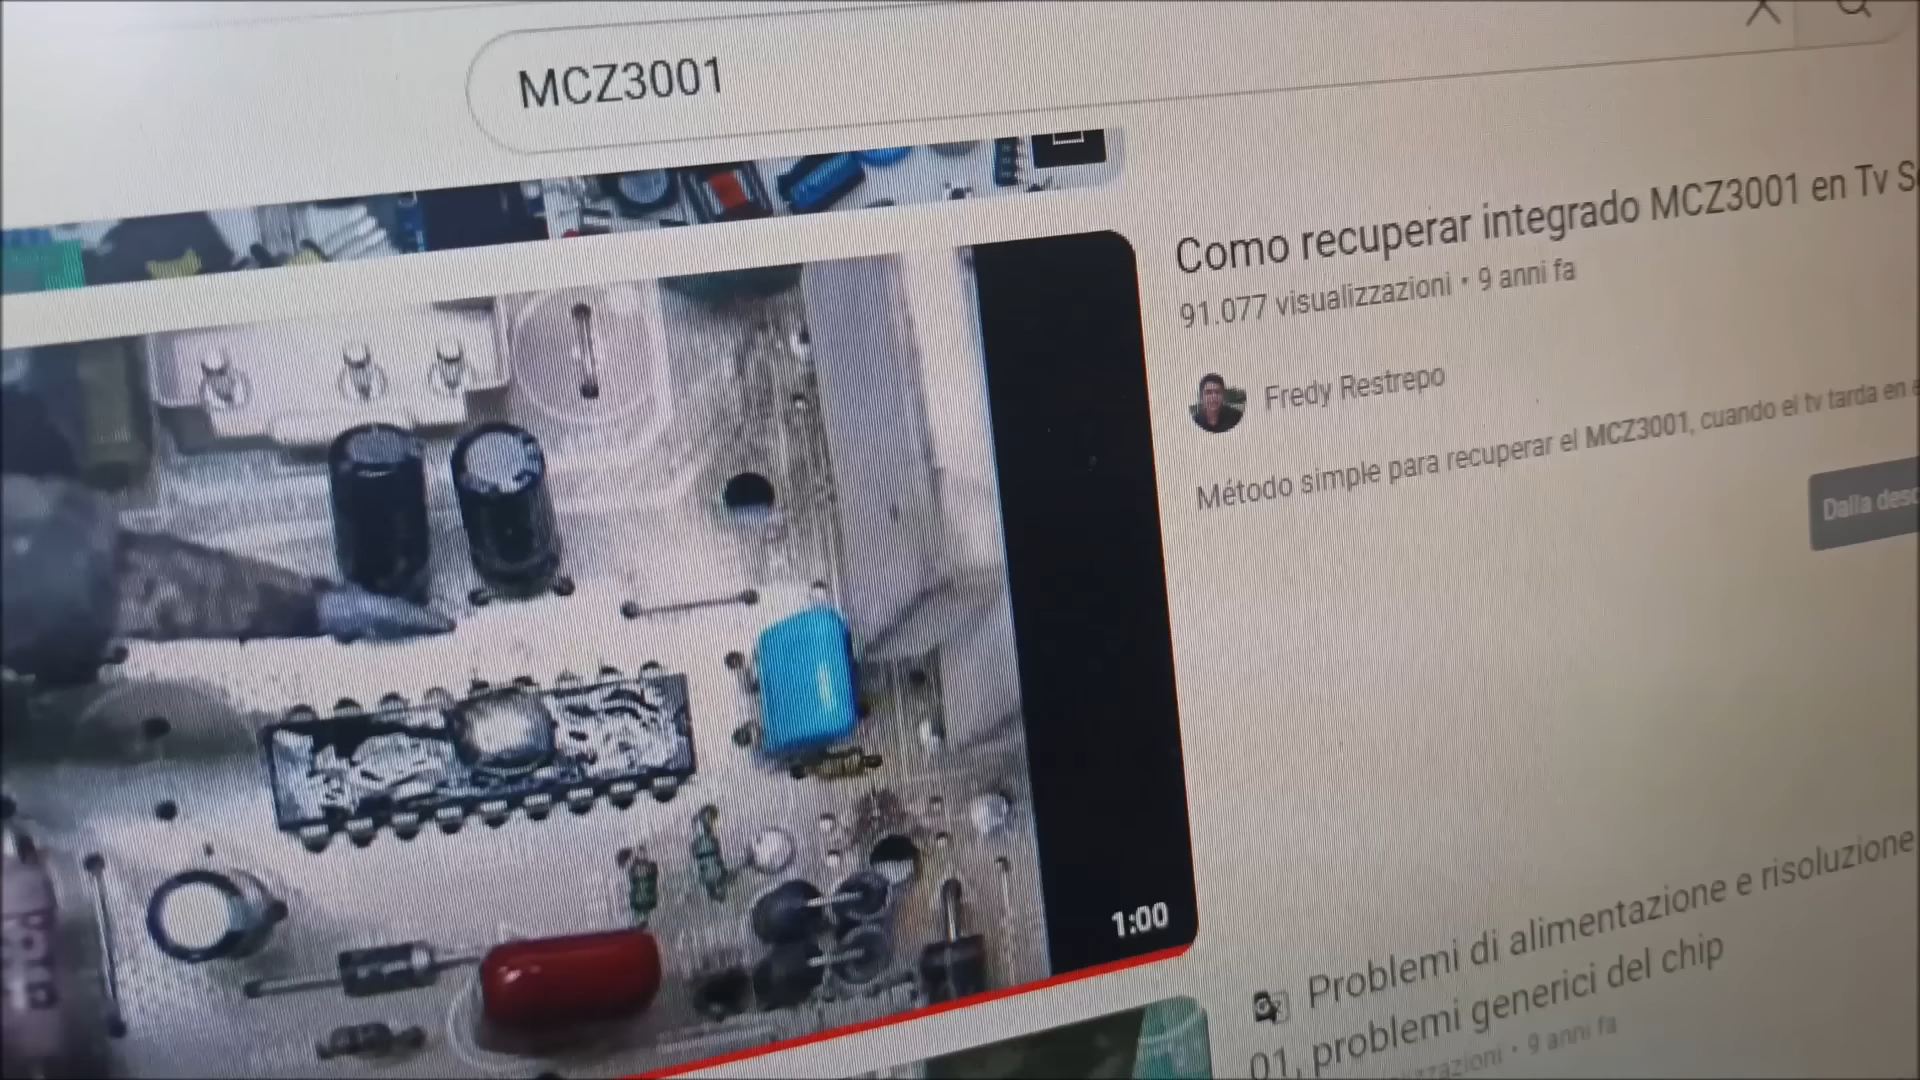 MCZ3001
Como recuperar integrado MCZ3001 en Tv
91.077 visualizzazioni • 9 anni fa
Fredy Restrepo
Método simple para recuperar el MCZ3001, cuando el tv tarda en
Dalla
1:00
Problemi di alimentazione e risoluzione
01, problemi generici del chip
9 anni fa